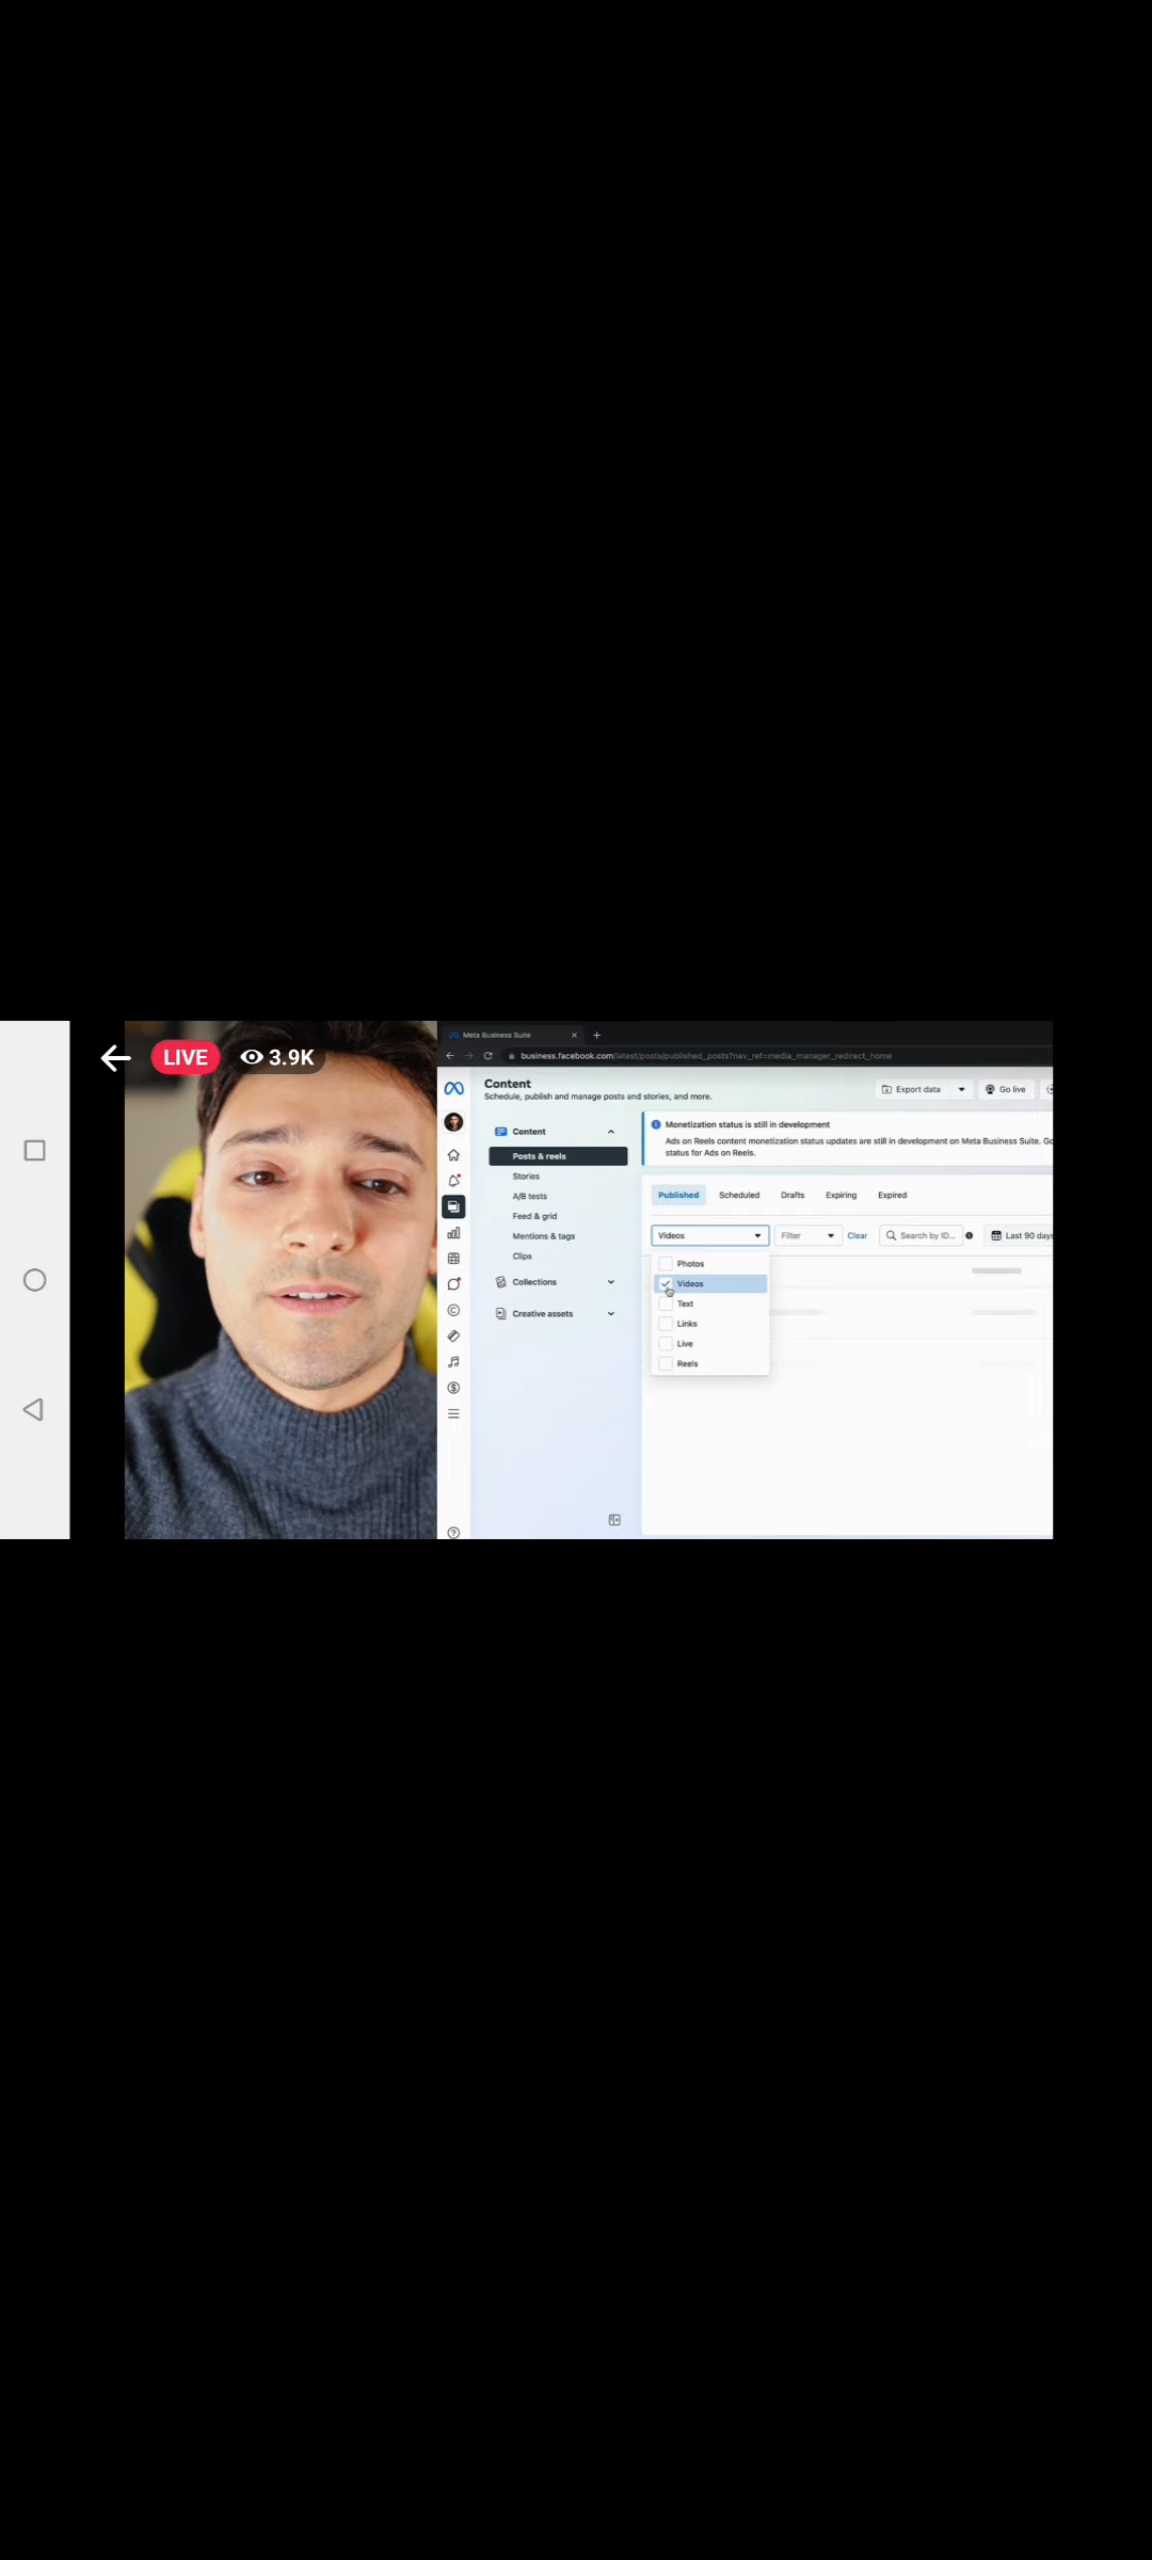 LIVE 3.9K
Meta Business Suite
business.facebook.com/latest/posts/published_posts?nav_ref=media_manager_redirect_home
Content
Schedule, publish and manage posts and stories, and more.
Export data
Go live
Content
Posts & reels
Stories
A/B tests
Feed & grid
Mentions & tags
Clips
Collections
Creative assets
Monetization status is still in development
Ads on Reels content monetization status updates are still in development on Meta Business Suite. Go
status for Ads on Reels.
Published Scheduled Drafts Expiring Expired
Videos Filter Clear Search by ID... Last 90 days
Photos
Videos
Text
Links
Live
Reels